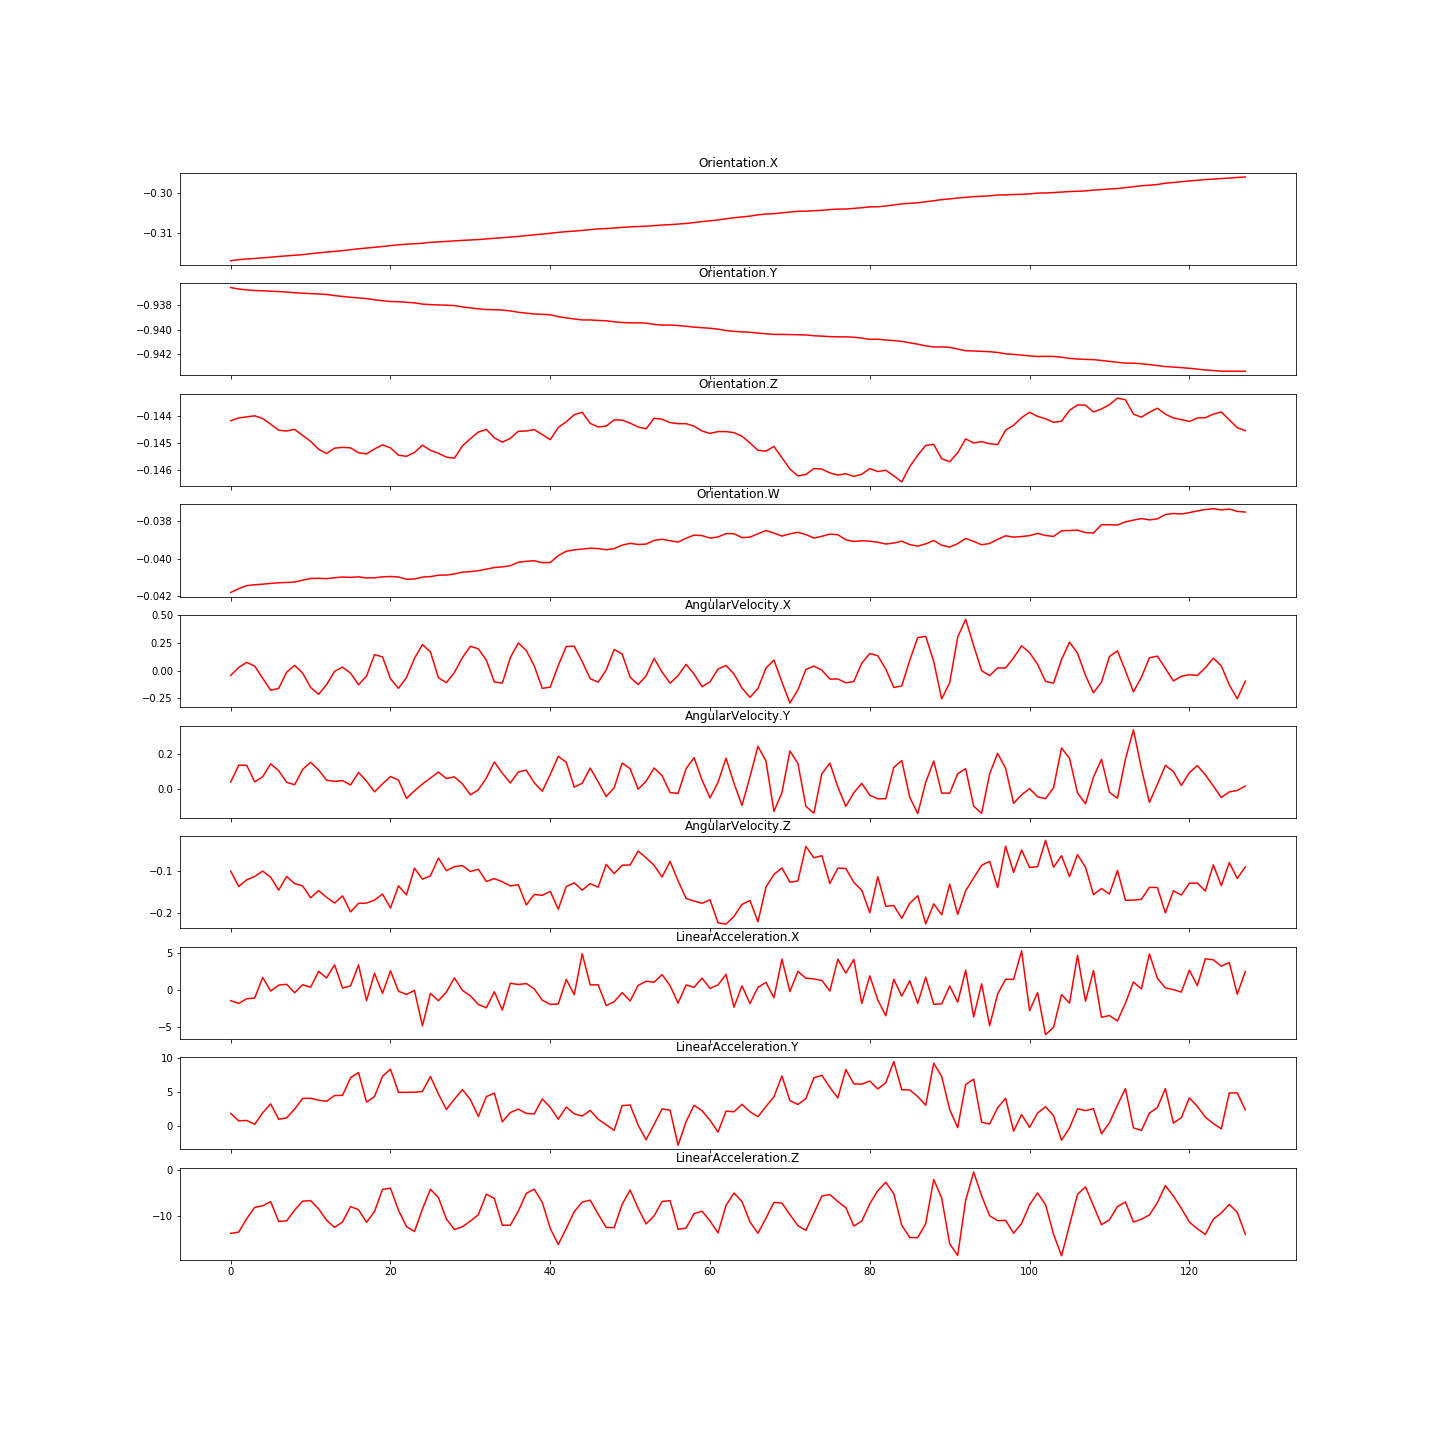 Orientation.X
−0.30
−0.31
Orientation.Y
−0.938
−0.940
−0.942
Orientation.Z
−0.144
−0.145
−0.146
Orientation.W
−0.038
−0.040
−0.042
AngularVelocity.X
0.50
0.25
0.00
−0.25
AngularVelocity.Y
0.2
0.0
AngularVelocity.Z
−0.1
−0.2
LinearAcceleration.X
5
0
−5
LinearAcceleration.Y
10
5
0
LinearAcceleration.Z
0
−10
0 20 40 60 80 100 120